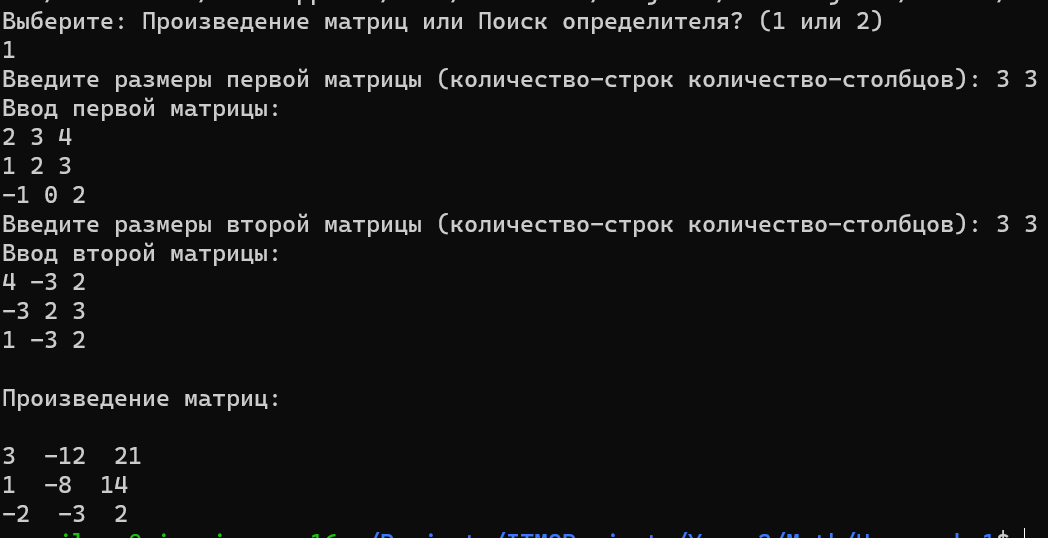 Выберите: Произведение матриц или Поиск определителя? (1 или 2)
1
Введите размеры первой матрицы (количество-строк количество-столбцов): 3 3
Ввод первой матрицы:
2 3 4
1 2 3
-1 0 2
Введите размеры второй матрицы (количество-строк количество-столбцов): 3 3
Ввод второй матрицы:
4 -3 2
-3 2 3
1 -3 2
Произведение матриц:
3  -12  21
1  -8  14
-2  -3  2